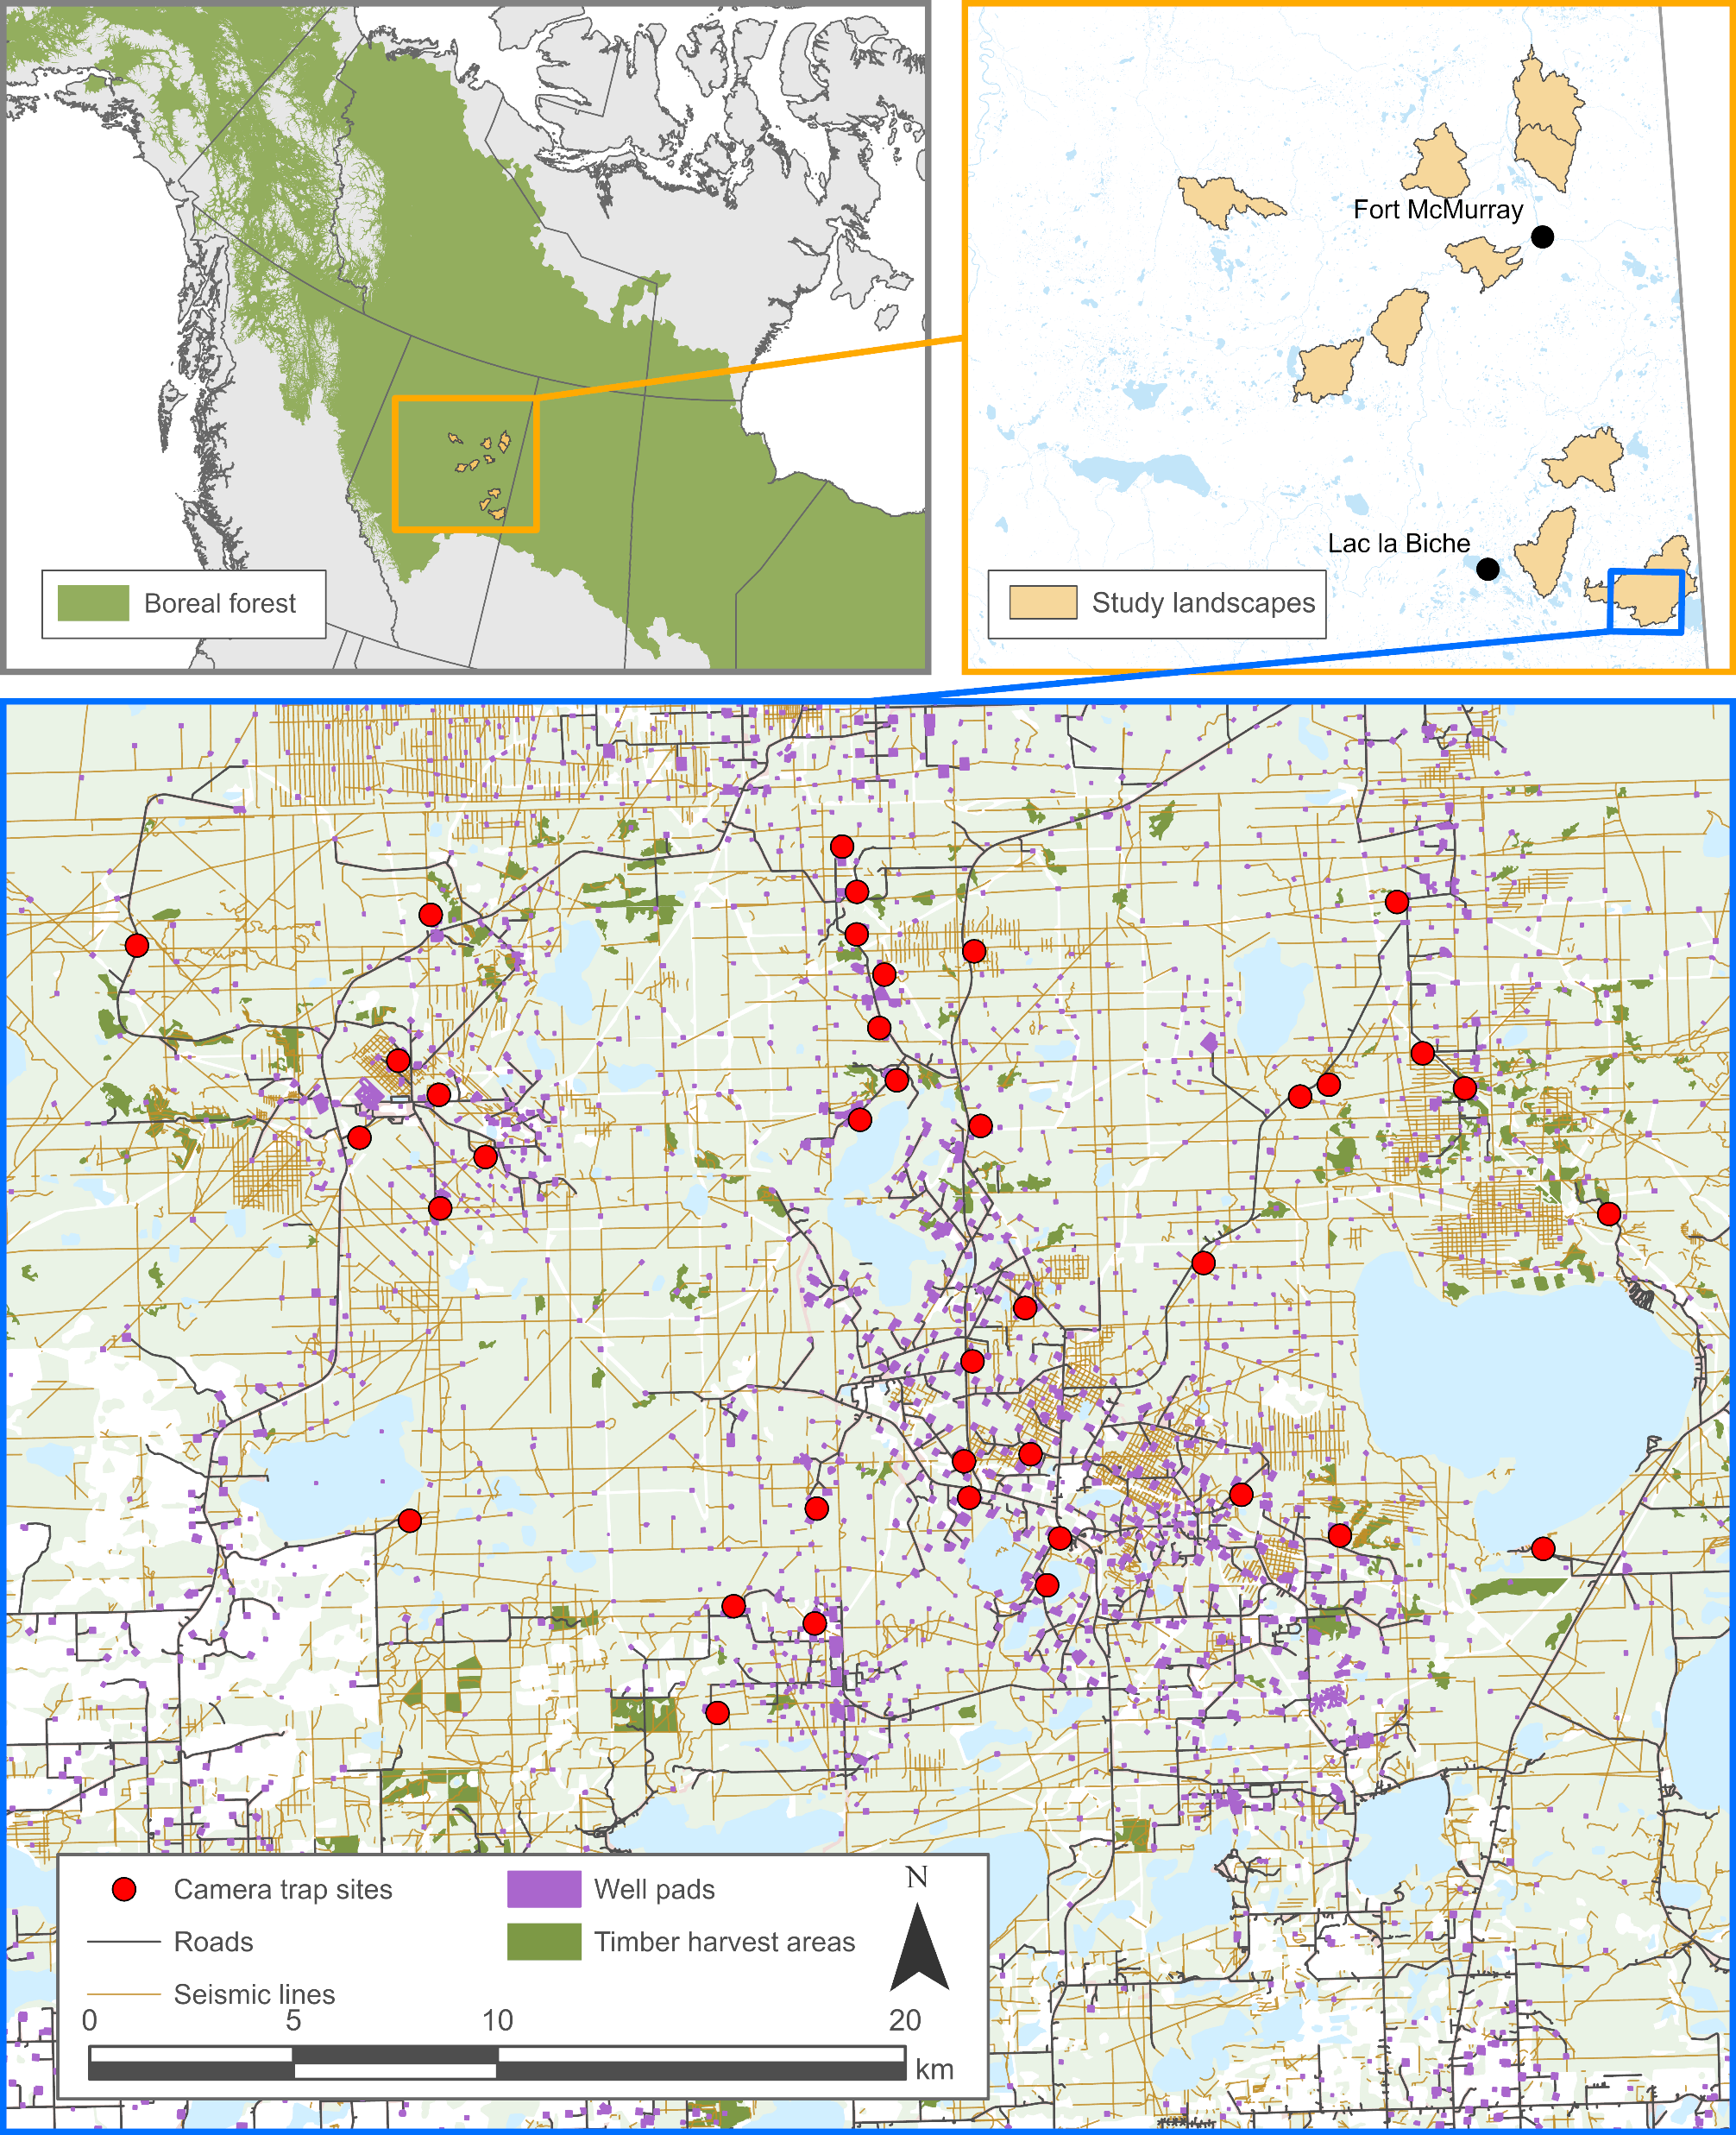 Boreal forest
Fort McMurray
Lac la Biche
Study landscapes
Camera trap sites
Roads
Seismic lines
Well pads
Timber harvest areas
N
0 5 10 20
km